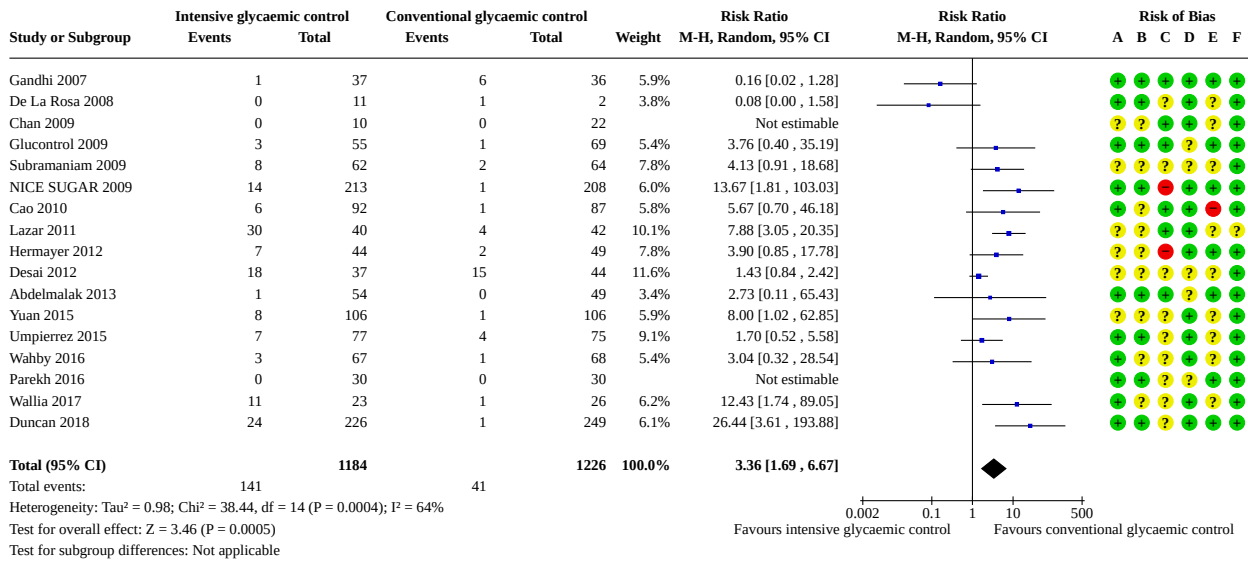 Intensive glycaemic control Conventional glycaemic control Risk Ratio Risk Ratio Risk of Bias
Study or Subgroup Events Total Events Total Weight M-H, Random, 95% CI M-H, Random, 95% CI A B C D E F
Gandhi 2007 1 37 6 36 5.9% 0.16 [0.02 , 1.28] + + + + + +
De La Rosa 2008 0 11 1 2 3.8% 0.08 [0.00 , 1.58] + + ? + ? +
Chan 2009 0 10 0 22 Not estimable ? ? + + ? +
Glucontrol 2009 3 55 1 69 5.4% 3.76 [0.40 , 35.19] + + + ? + +
Subramaniam 2009 8 62 2 64 7.8% 4.13 [0.91 , 18.68] ? ? ? ? ? +
NICE SUGAR 2009 14 213 1 208 6.0% 13.67 [1.81 , 103.03] + + − + + +
Cao 2010 6 92 1 87 5.8% 5.67 [0.70 , 46.18] + ? + + − +
Lazar 2011 30 40 4 42 10.1% 7.88 [3.05 , 20.35] ? ? + + ? ?
Hermayer 2012 7 44 2 49 7.8% 3.90 [0.85 , 17.78] ? ? − + + +
Desai 2012 18 37 15 44 11.6% 1.43 [0.84 , 2.42] ? ? ? ? ? +
Abdelmalak 2013 1 54 0 49 3.4% 2.73 [0.11 , 65.43] + + + ? + +
Yuan 2015 8 106 1 106 5.9% 8.00 [1.02 , 62.85] ? ? ? + ? +
Umpierrez 2015 7 77 4 75 9.1% 1.70 [0.52 , 5.58] + + ? + ? +
Wahby 2016 3 67 1 68 5.4% 3.04 [0.32 , 28.54] + ? ? + ? +
Parekh 2016 0 30 0 30 Not estimable + + ? ? + +
Wallia 2017 11 23 1 26 6.2% 12.43 [1.74 , 89.05] + ? ? + ? +
Duncan 2018 24 226 1 249 6.1% 26.44 [3.61 , 193.88] + + ? + + +
Total (95% CI) 1184 1226 100.0% 3.36 [1.69 , 6.67]
Total events: 141 41
Heterogeneity: Tau² = 0.98; Chi² = 38.44, df = 14 (P = 0.0004); I² = 64%
0.002 0.1 1 10 500
Test for overall effect: Z = 3.46 (P = 0.0005)
Favours intensive glycaemic control Favours conventional glycaemic control
Test for subgroup differences: Not applicable